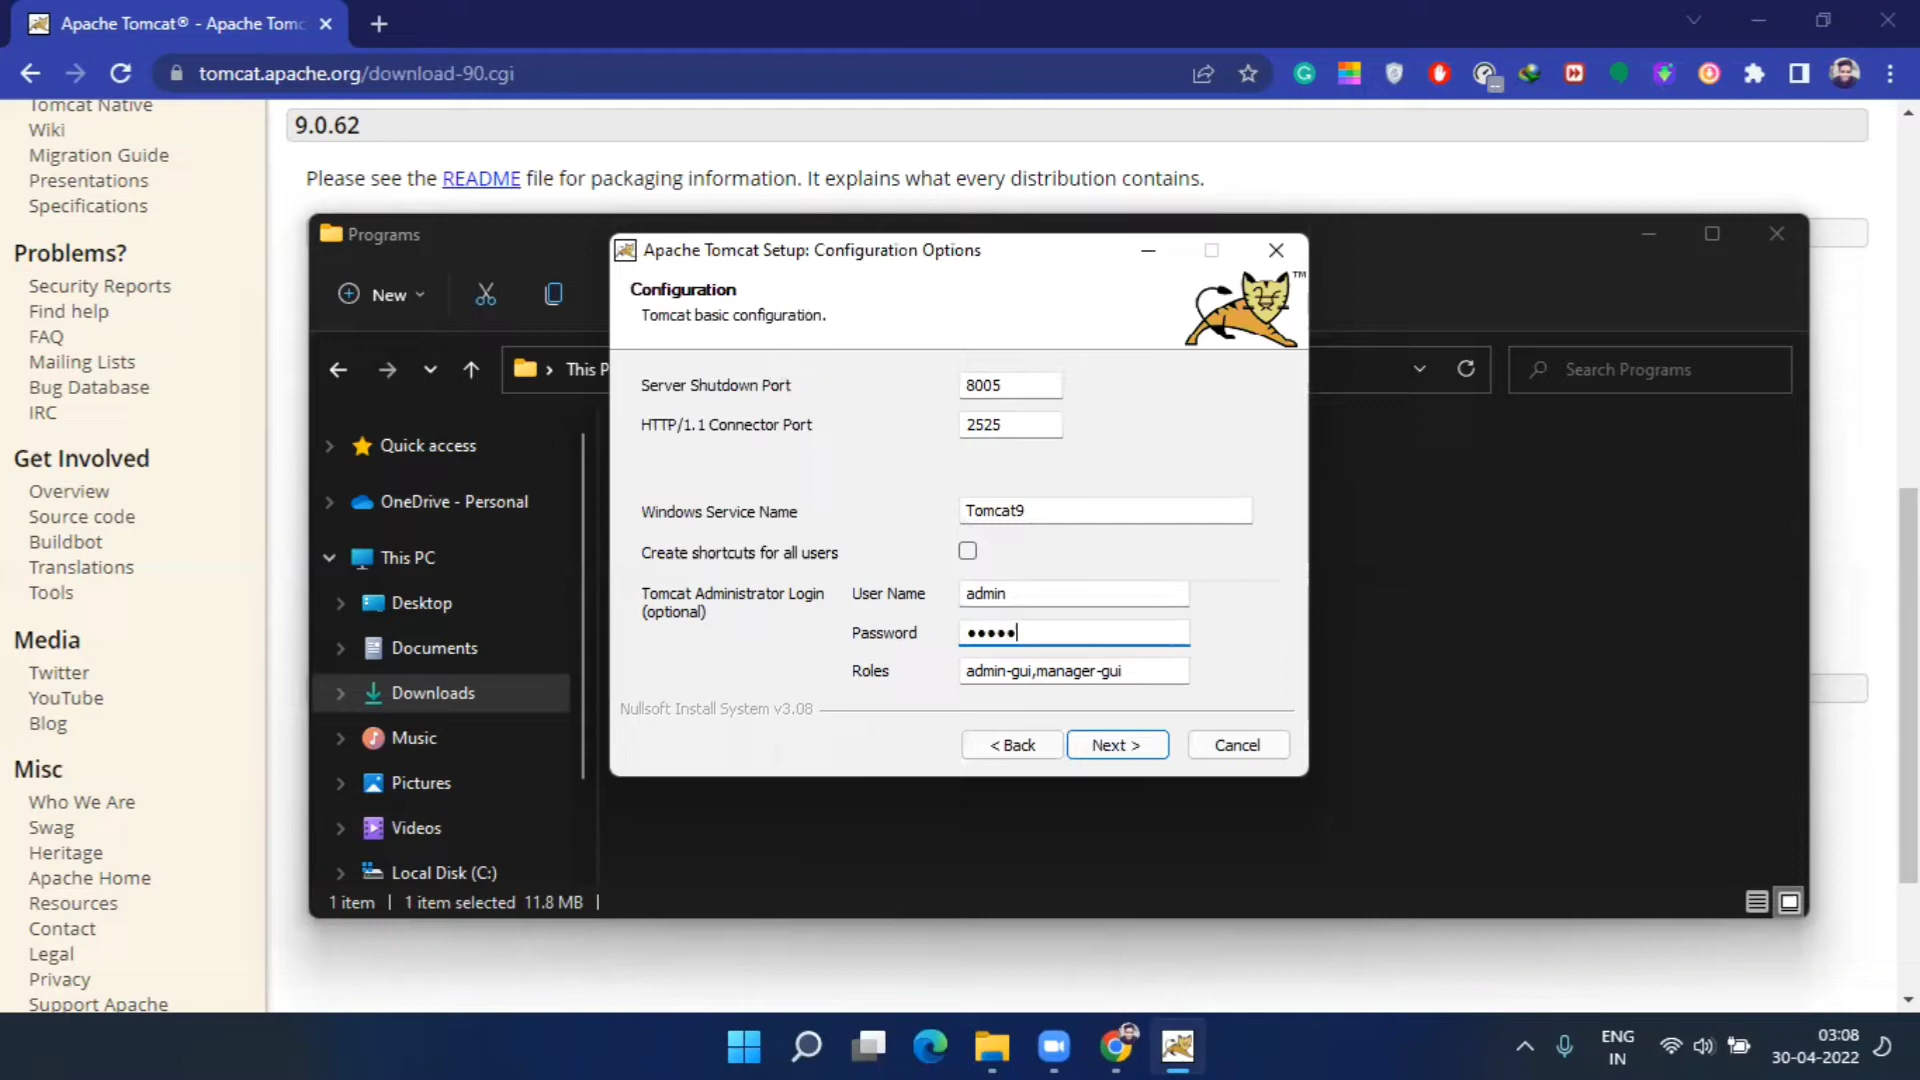 Apache Tomcat® - Apache Tomc
tomcat.apache.org/download-90.cgi
Tomcat Native
Wiki
Migration Guide
Presentations
Specifications
Problems?
Security Reports
Find help
FAQ
Mailing Lists
Bug Database
IRC
Get Involved
Overview
Source code
Buildbot
Translations
Tools
Media
Twitter
YouTube
Blog
Misc
Who We Are
Swag
Heritage
Apache Home
Resources
Contact
Legal
Privacy
Support Apache
9.0.62
Please see the README file for packaging information. It explains what every distribution contains.
Programs
New
This P
Search Programs
Quick access
OneDrive - Personal
This PC
Desktop
Documents
Downloads
Music
Pictures
Videos
Local Disk (C:)
1 item | 1 item selected 11.8 MB |
Apache Tomcat Setup: Configuration Options
Configuration
Tomcat basic configuration.
TM
Server Shutdown Port 8005
HTTP/1.1 Connector Port 2525
Windows Service Name Tomcat9
Create shortcuts for all users
Tomcat Administrator Login
(optional)
User Name admin
Password •••••
Roles admin-gui,manager-gui
Nullsoft Install System v3.08
< Back Next > Cancel
ENG
IN
03:08
30-04-2022